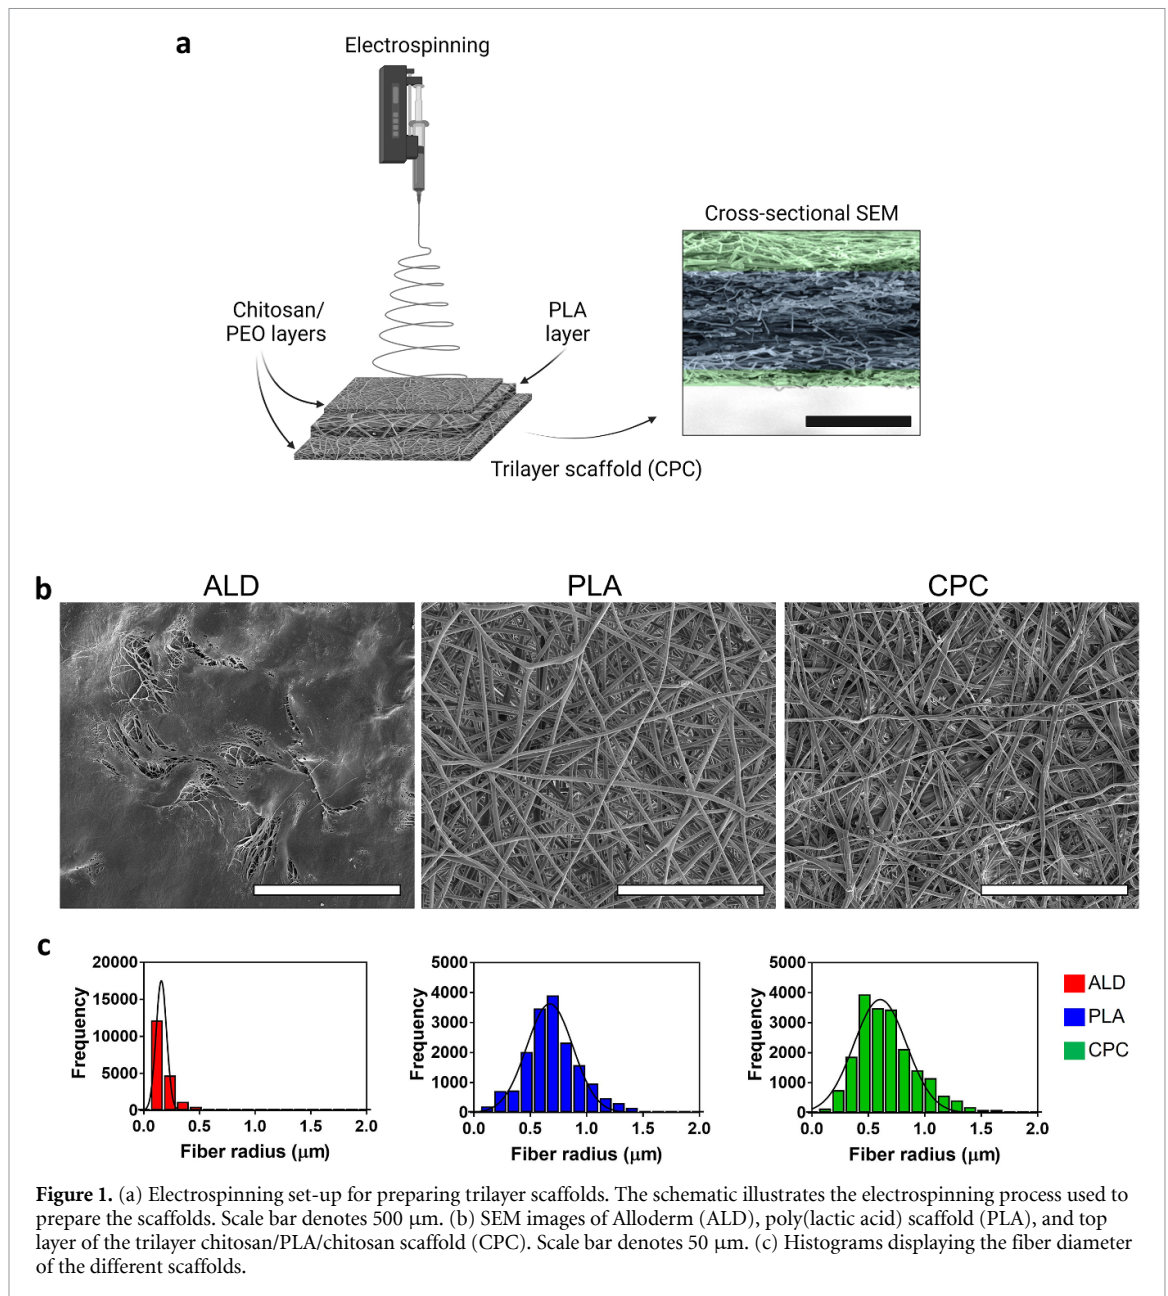 a
Electrospinning
Cross-sectional SEM
Chitosan/
PEO layers
PLA
layer
Trilayer scaffold (CPC)
b
ALD
PLA
CPC
c
20000
15000
10000
5000
0
Frequency
0.0 0.5 1.0 1.5 2.0
Fiber radius (μm)
5000
4000
3000
2000
1000
0
Frequency
0.0 0.5 1.0 1.5 2.0
Fiber radius (μm)
5000
4000
3000
2000
1000
0
Frequency
0.0 0.5 1.0 1.5 2.0
Fiber radius (μm)
ALD
PLA
CPC
Figure 1. (a) Electrospinning set-up for preparing trilayer scaffolds. The schematic illustrates the electrospinning process used to
prepare the scaffolds. Scale bar denotes 500 μm. (b) SEM images of Alloderm (ALD), poly(lactic acid) scaffold (PLA), and top
layer of the trilayer chitosan/PLA/chitosan scaffold (CPC). Scale bar denotes 50 μm. (c) Histograms displaying the fiber diameter
of the different scaffolds.